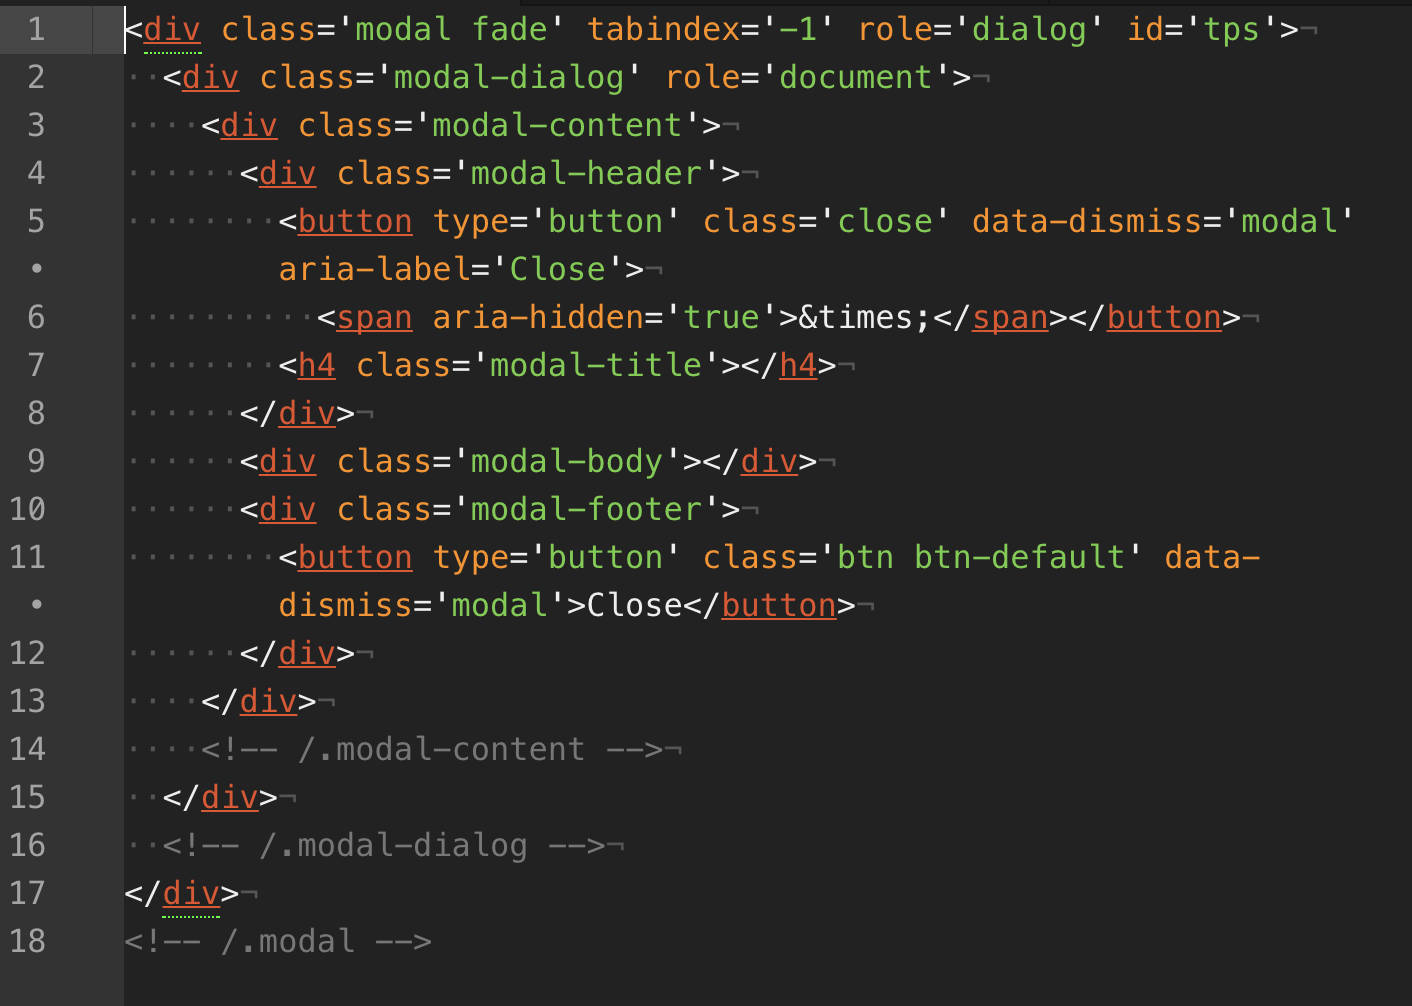 1 <div class='modal fade' tabindex='-1' role='dialog' id='tps'>¬
2 ··<div class='modal-dialog' role='document'>¬
3 ····<div class='modal-content'>¬
4 ······<div class='modal-header'>¬
5 ········<button type='button' class='close' data-dismiss='modal'
• aria-label='Close'>¬
6 ··········<span aria-hidden='true'>&times;</span></button>¬
7 ········<h4 class='modal-title'></h4>¬
8 ······</div>¬
9 ······<div class='modal-body'></div>¬
10 ······<div class='modal-footer'>¬
11 ········<button type='button' class='btn btn-default' data-
• dismiss='modal'>Close</button>¬
12 ······</div>¬
13 ····</div>¬
14 ····<!-- /.modal-content -->¬
15 ··</div>¬
16 ··<!-- /.modal-dialog -->¬
17 </div>¬
18 <!-- /.modal -->